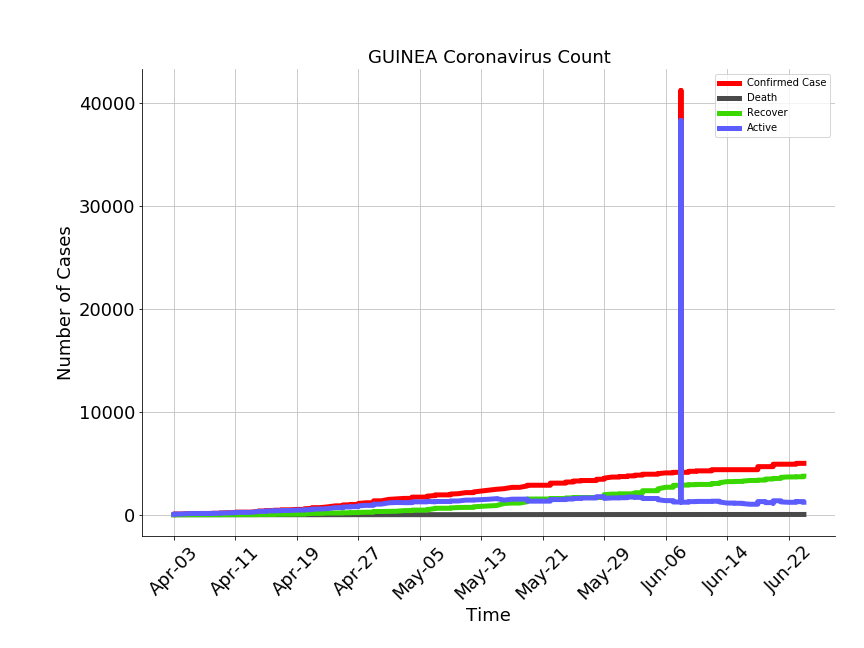 GUINEA Coronavirus Count
Confirmed Case
Death
Recover
Active
40000
30000
20000
10000
0
Number of Cases
Apr-03
Apr-11
Apr-19
Apr-27
May-05
May-13
May-21
May-29
Jun-06
Jun-14
Jun-22
Time